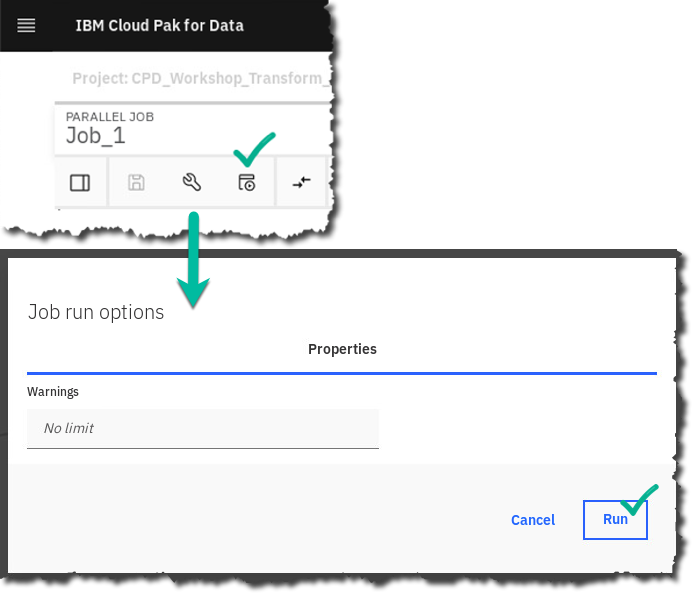 IBM Cloud Pak for Data
Project: CPD_Workshop_Transform_
PARALLEL JOB
Job_1
Job run options
Properties
Warnings
No limit
Cancel
Run